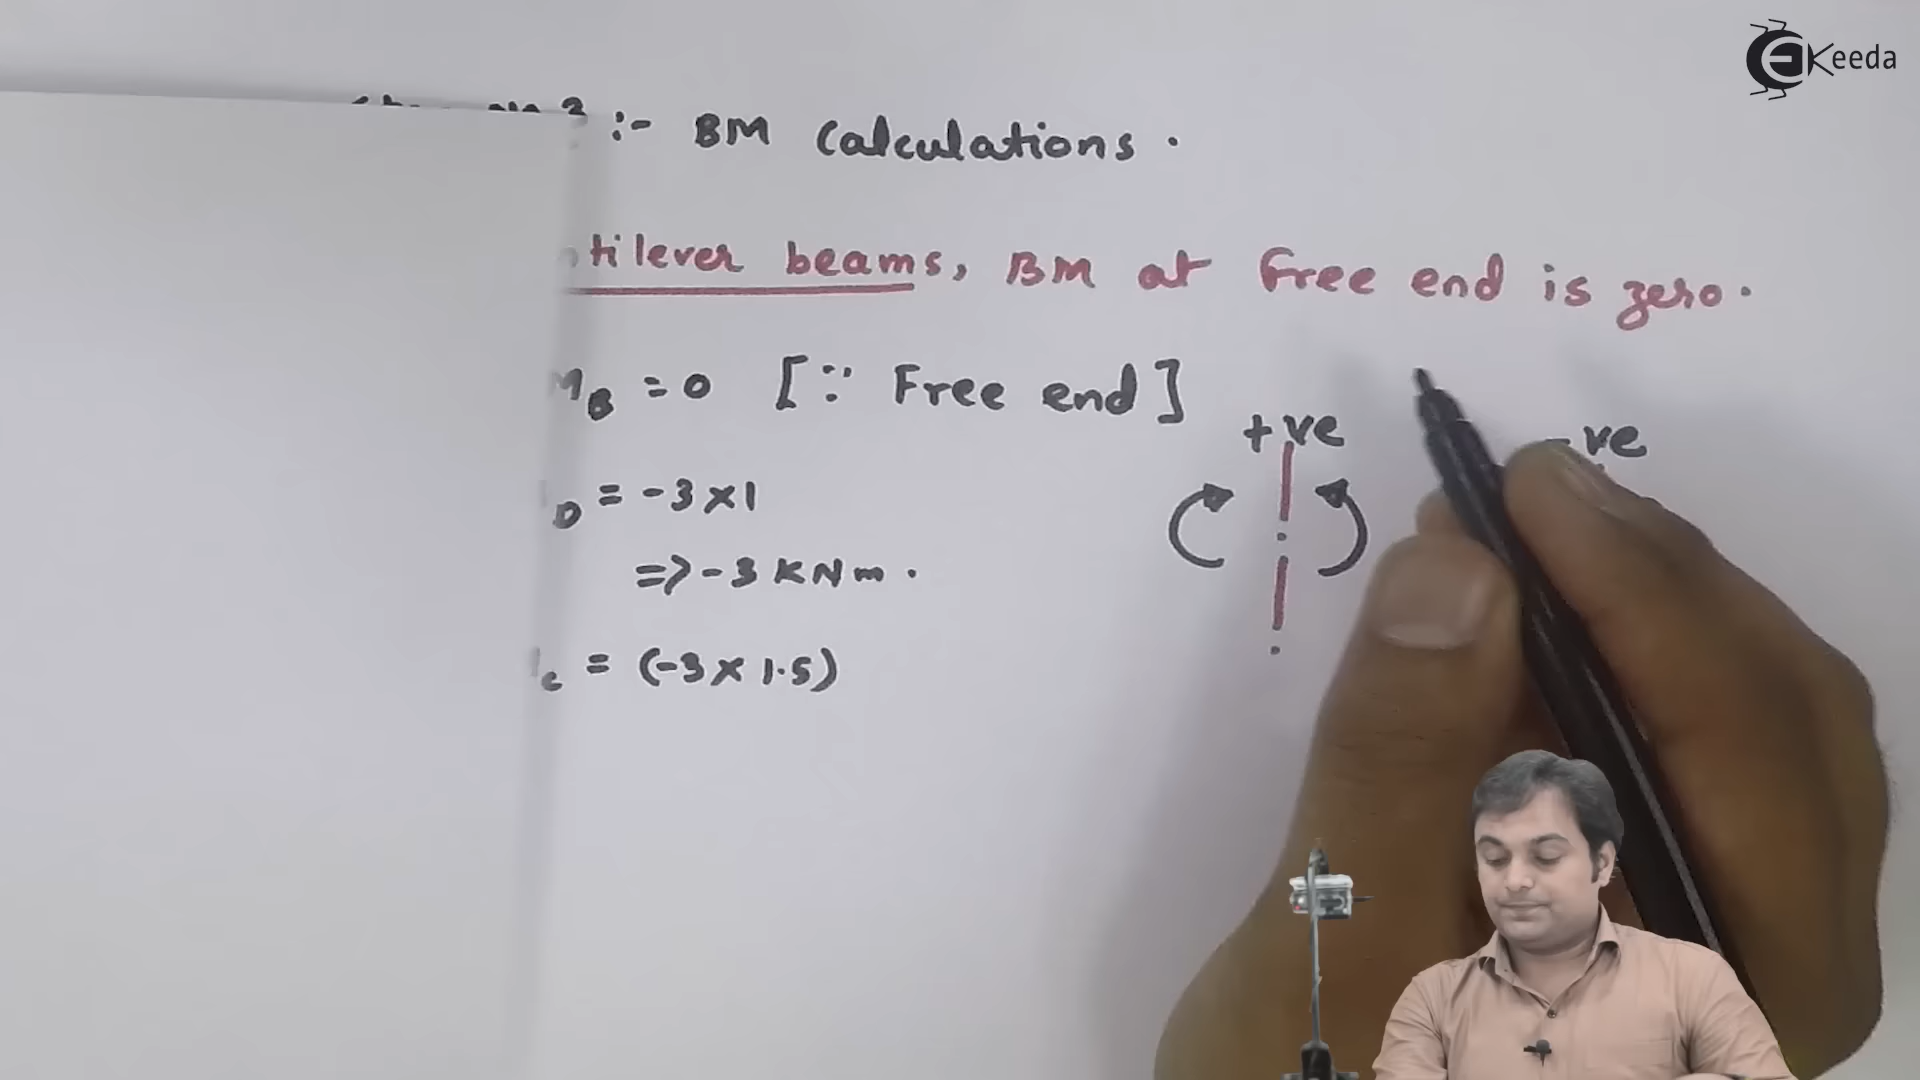 Keeda
:- BM Calculations.
tilever beams, BM at free end is zero.
MB = 0 [∵ Free end]
+ve -ve
D = -3×1
=> -3 KNm.
c = (-3 × 1.5)